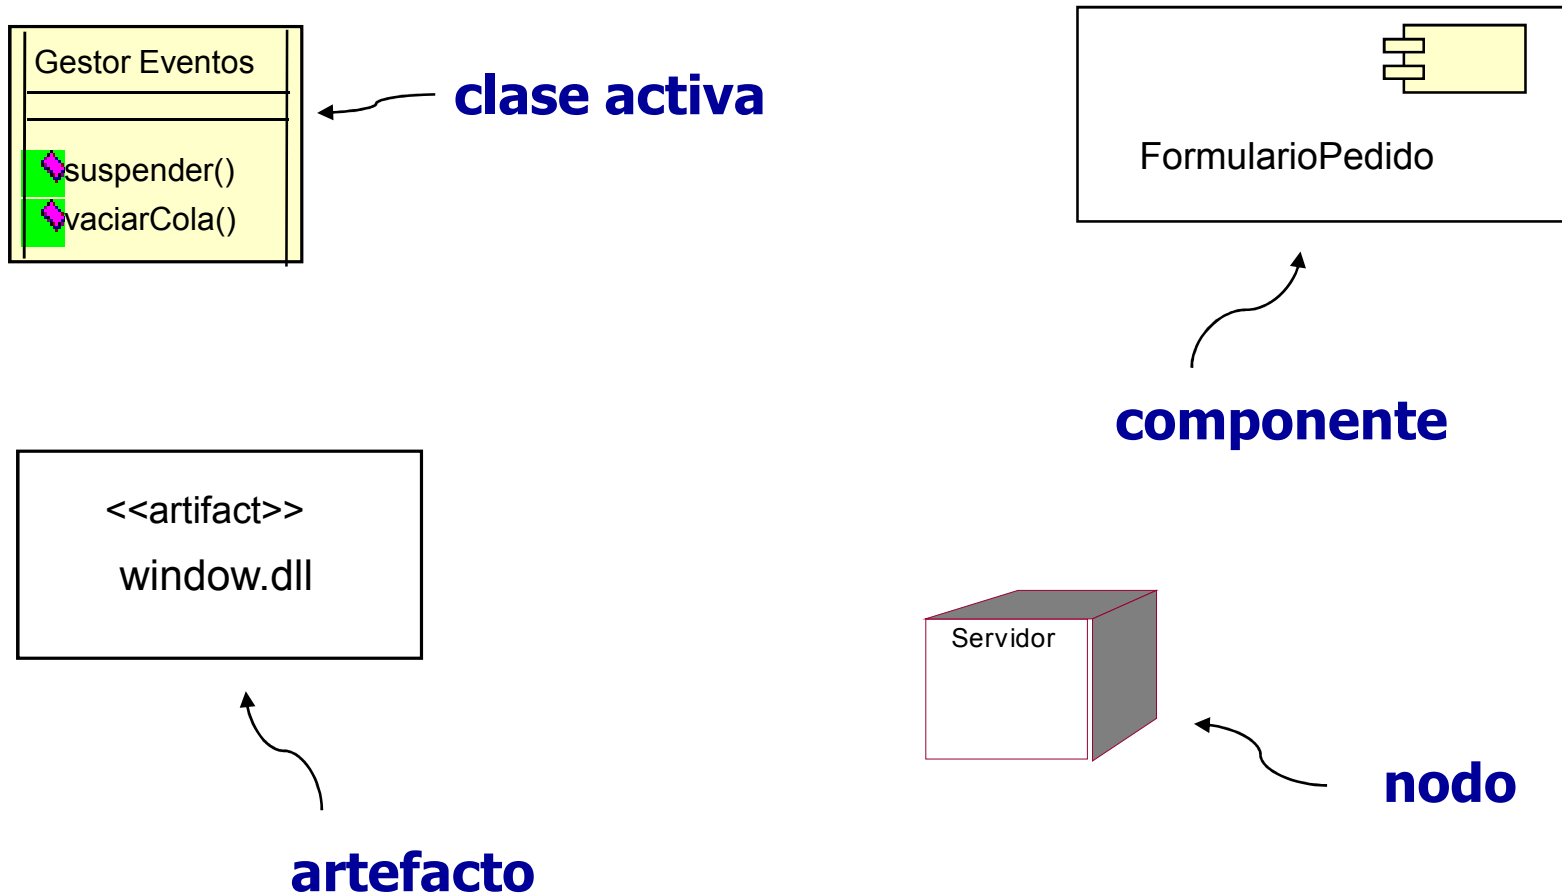 Gestor Eventos
suspender()
vaciarCola()
clase activa
FormularioPedido
componente
<<artifact>>
window.dll
artefacto
Servidor
nodo